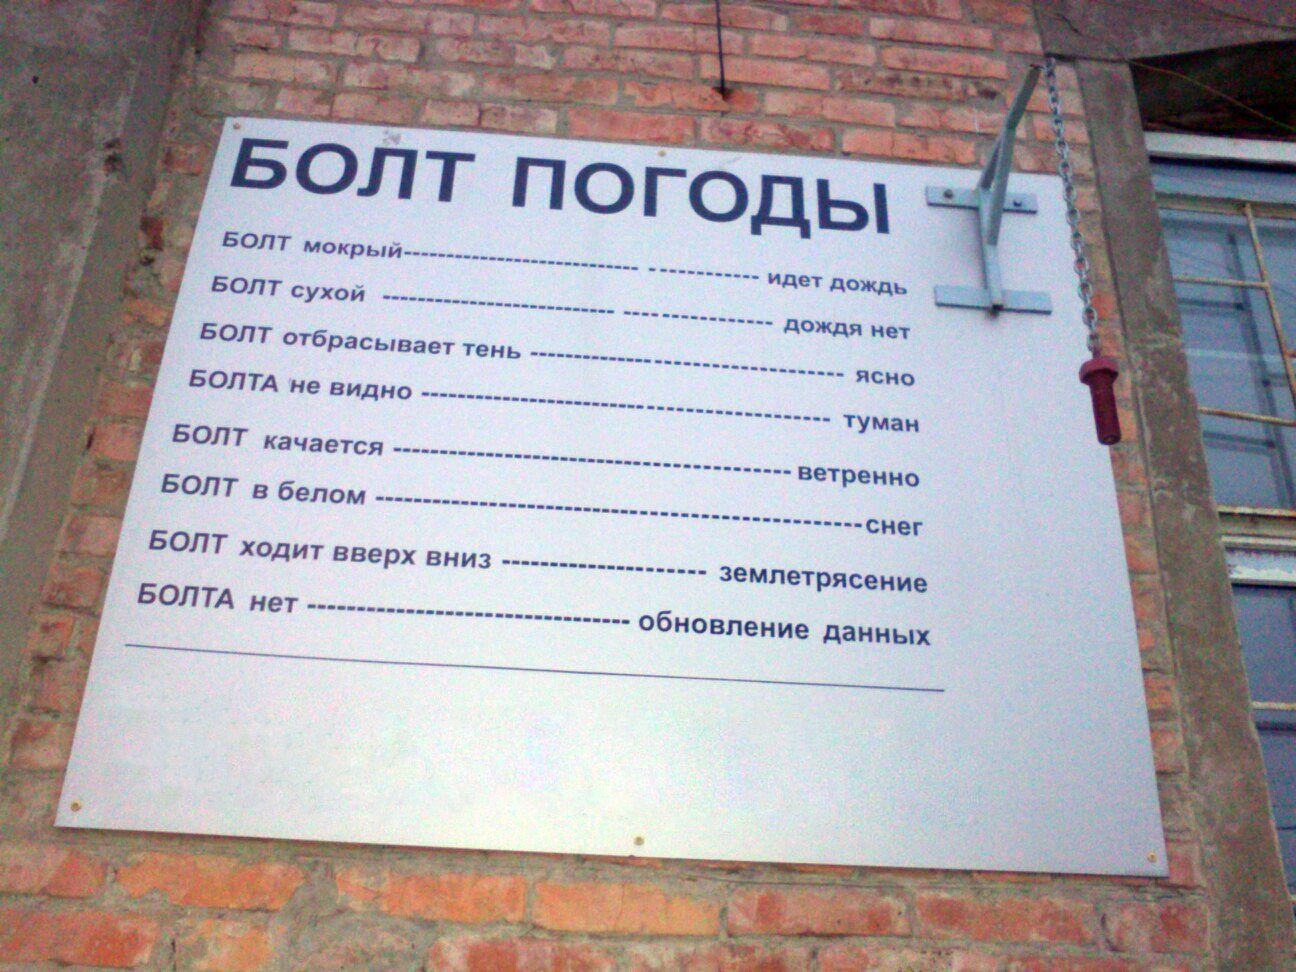 БОЛТ ПОГОДЫ
БОЛТ мокрый---------------------------- - ------------ идет дождь
БОЛТ сухой ---------------------------- ------------------ дождя нет
БОЛТ отбрасывает тень -------------------------------------- ясно
БОЛТА не видно ------------------------------------------------- туман
БОЛТ качается ----------------------------------------------- ветренно
БОЛТ в белом ---------------------------------------------------------снег
БОЛТ ходит вверх вниз --------------------- землетрясение
БОЛТА нет --------------------------------- обновление данных